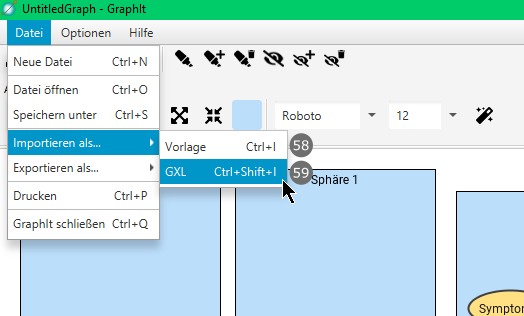 UntitledGraph - GraphIt
Datei Optionen Hilfe
Neue Datei Ctrl+N
Datei öffnen Ctrl+O
Speichern unter Ctrl+S
Roboto 12
Importieren als...
Vorlage Ctrl+I 58
Exportieren als...
GXL Ctrl+Shift+I 59
Sphäre 1
Drucken Ctrl+P
GraphIt schließen Ctrl+Q
Symptom